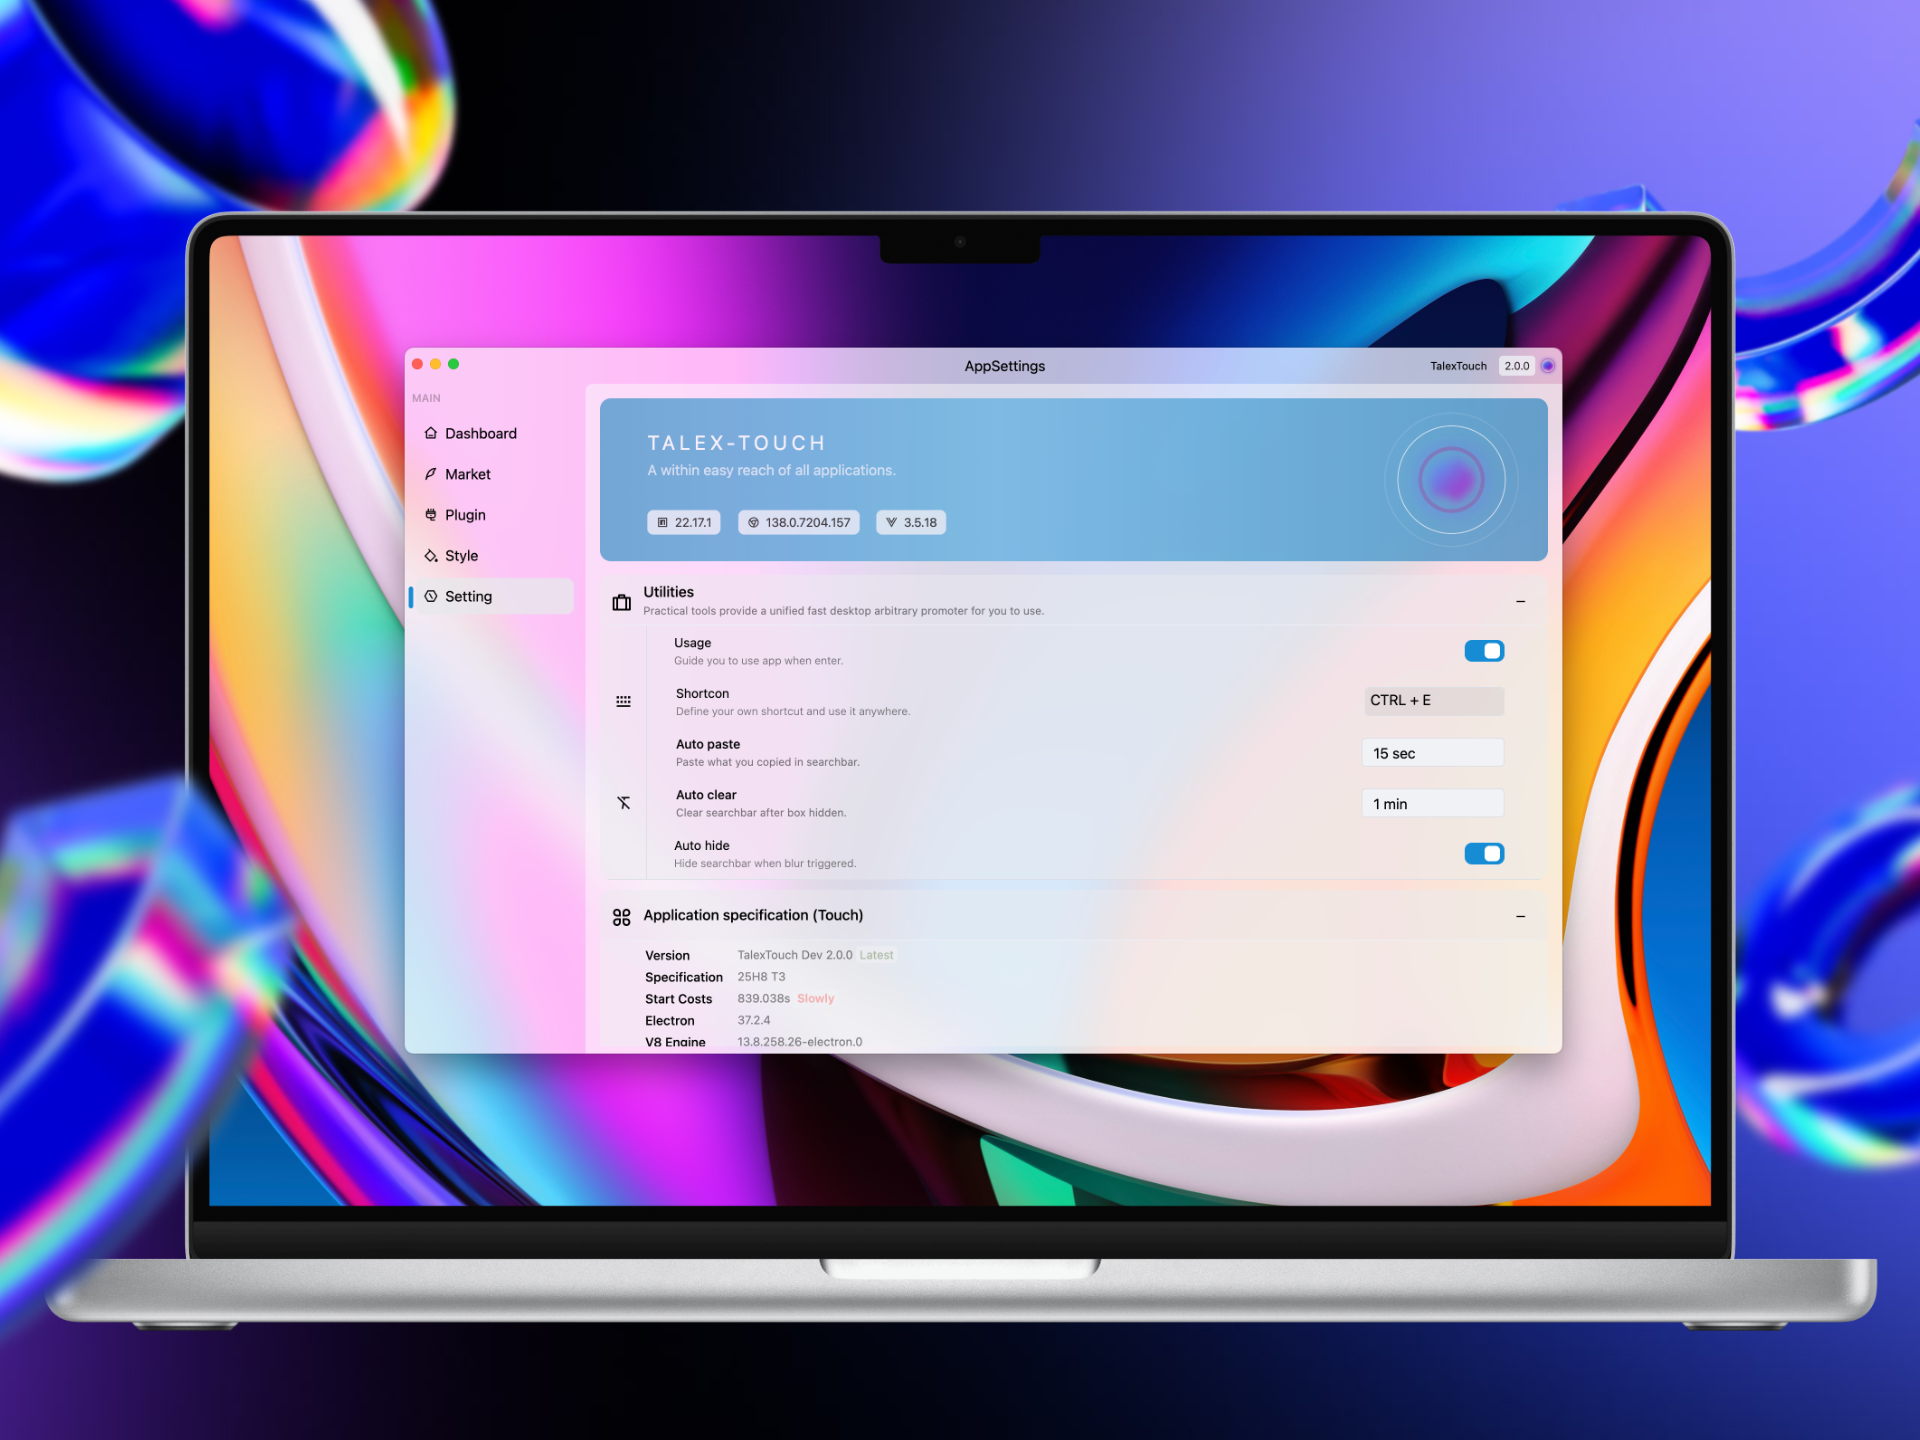 AppSettings
TalexTouch
2.0.0
MAIN
Dashboard
Market
Plugin
Style
Setting
TALEX-TOUCH
A within easy reach of all applications.
22.17.1
138.0.7204.157
3.5.18
Utilities
Practical tools provide a unified fast desktop arbitrary promoter for you to use.
Usage
Guide you to use app when enter.
Shortcon
Define your own shortcut and use it anywhere.
CTRL + E
Auto paste
Paste what you copied in searchbar.
15 sec
Auto clear
Clear searchbar after box hidden.
1 min
Auto hide
Hide searchbar when blur triggered.
Application specification (Touch)
Version TalexTouch Dev 2.0.0 Latest
Specification 25H8 T3
Start Costs 839.038s Slowly
Electron 37.2.4
V8 Engine 13.8.258.26-electron.0